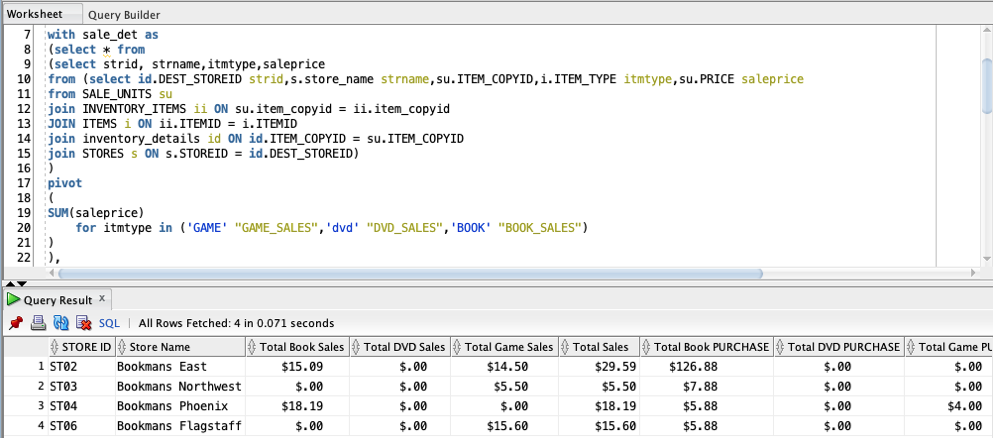 Worksheet Query Builder
7 with sale_det as
8 (select * from
9 (select strid, strname,itmtype,saleprice
10 from (select id.DEST_STOREID strid,s.store_name strname,su.ITEM_COPYID,i.ITEM_TYPE itmtype,su.PRICE saleprice
11 from SALE_UNITS su
12 join INVENTORY_ITEMS ii ON su.item_copyid = ii.item_copyid
13 JOIN ITEMS i ON ii.ITEMID = i.ITEMID
14 join inventory_details id ON id.ITEM_COPYID = su.ITEM_COPYID
15 join STORES s ON s.STOREID = id.DEST_STOREID)
16 )
17 pivot
18 (
19 SUM(saleprice)
20 for itmtype in ('GAME' "GAME_SALES",'dvd' "DVD_SALES",'BOOK' "BOOK_SALES")
21 )
22 ),
Query Result x
SQL | All Rows Fetched: 4 in 0.071 seconds
STORE ID Store Name Total Book Sales Total DVD Sales Total Game Sales Total Sales Total Book PURCHASE Total DVD PURCHASE Total Game PU
1 ST02 Bookmans East $15.09 $.00 $14.50 $29.59 $126.88 $.00 $.00
2 ST03 Bookmans Northwest $.00 $.00 $5.50 $5.50 $7.88 $.00 $.00
3 ST04 Bookmans Phoenix $18.19 $.00 $.00 $18.19 $5.88 $.00 $4.00
4 ST06 Bookmans Flagstaff $.00 $.00 $15.60 $15.60 $5.88 $.00 $.00